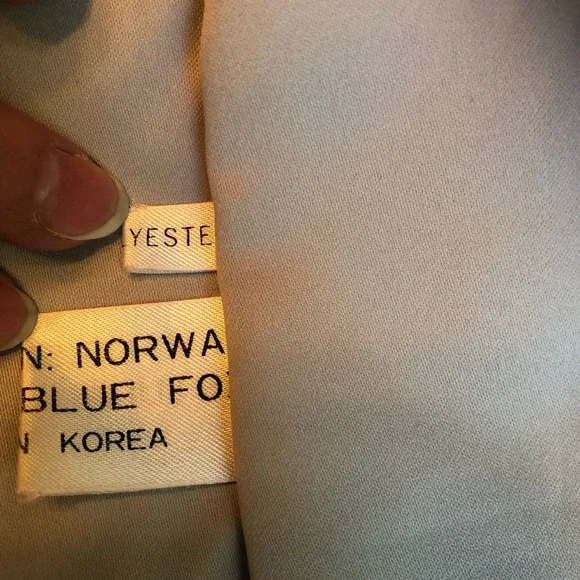 LYESTE
N: NORWA
BLUE FO
N KOREA